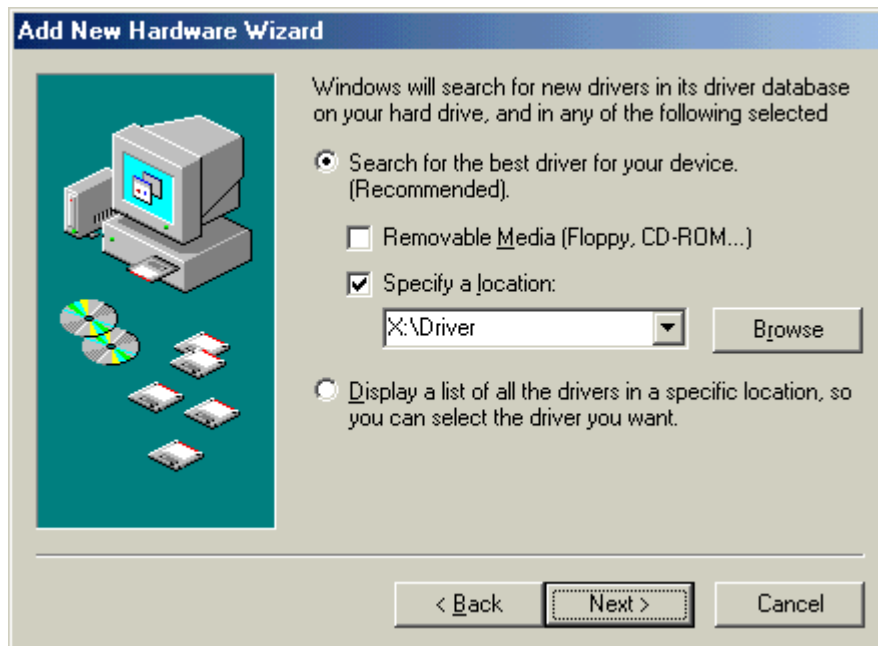 Add New Hardware Wizard
Windows will search for new drivers in its driver database
on your hard drive, and in any of the following selected
Search for the best driver for your device.
(Recommended).
Removable Media (Floppy, CD-ROM...)
Specify a location:
X:\Driver
Browse
Display a list of all the drivers in a specific location, so
you can select the driver you want.
< Back
Next >
Cancel